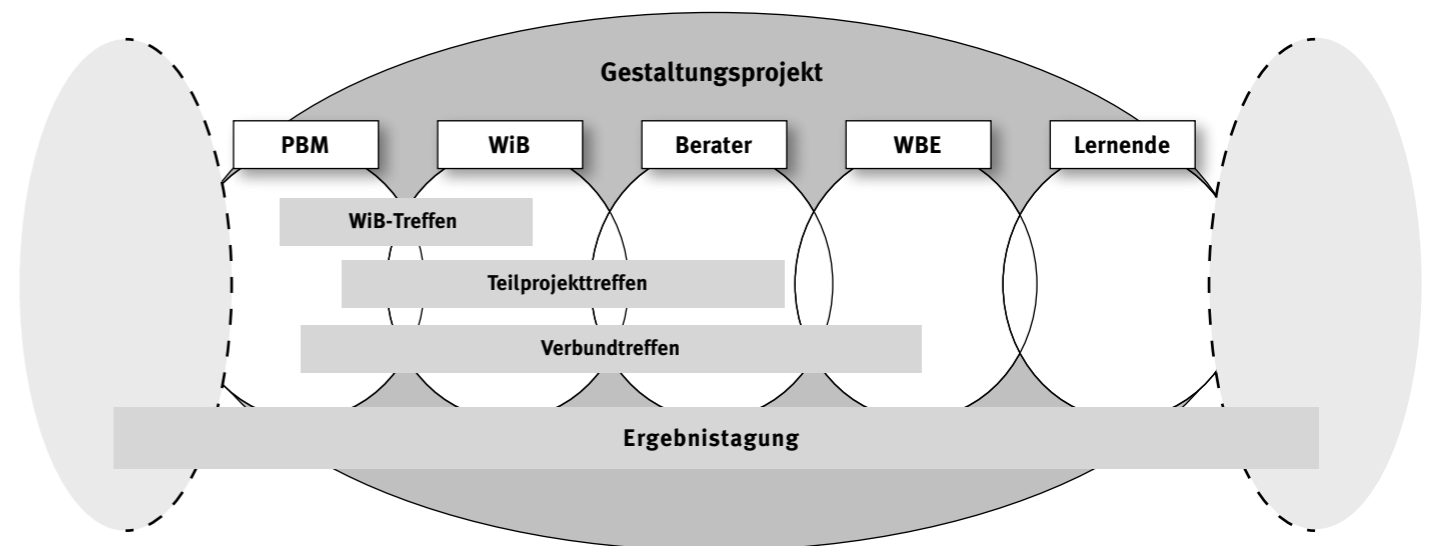 Gestaltungsprojekt
PBM
WiB
Berater
WBE
Lernende
WiB-Treffen
Teilprojekttreffen
Verbundtreffen
Ergebnistagung